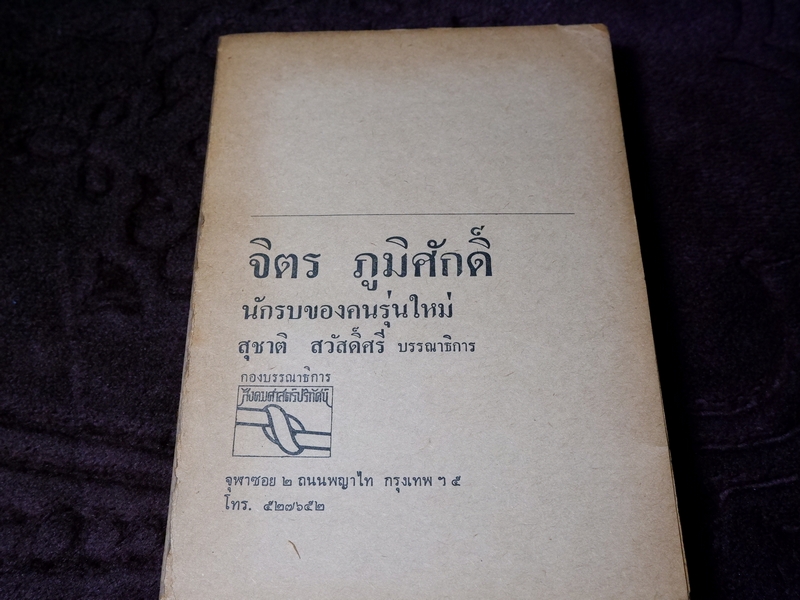 จิตร ภูมิศักดิ์
นักรบของคนรุ่นใหม่
สุชาติ สวัสดิ์ศรี บรรณาธิการ
กองบรรณาธิการ
สังคมศาสตร์ปริทัศน์
จุฬาซอย ๒ ถนนพญาไท กรุงเทพ ฯ ๕
โทร. ๕๒๗๖๕๒